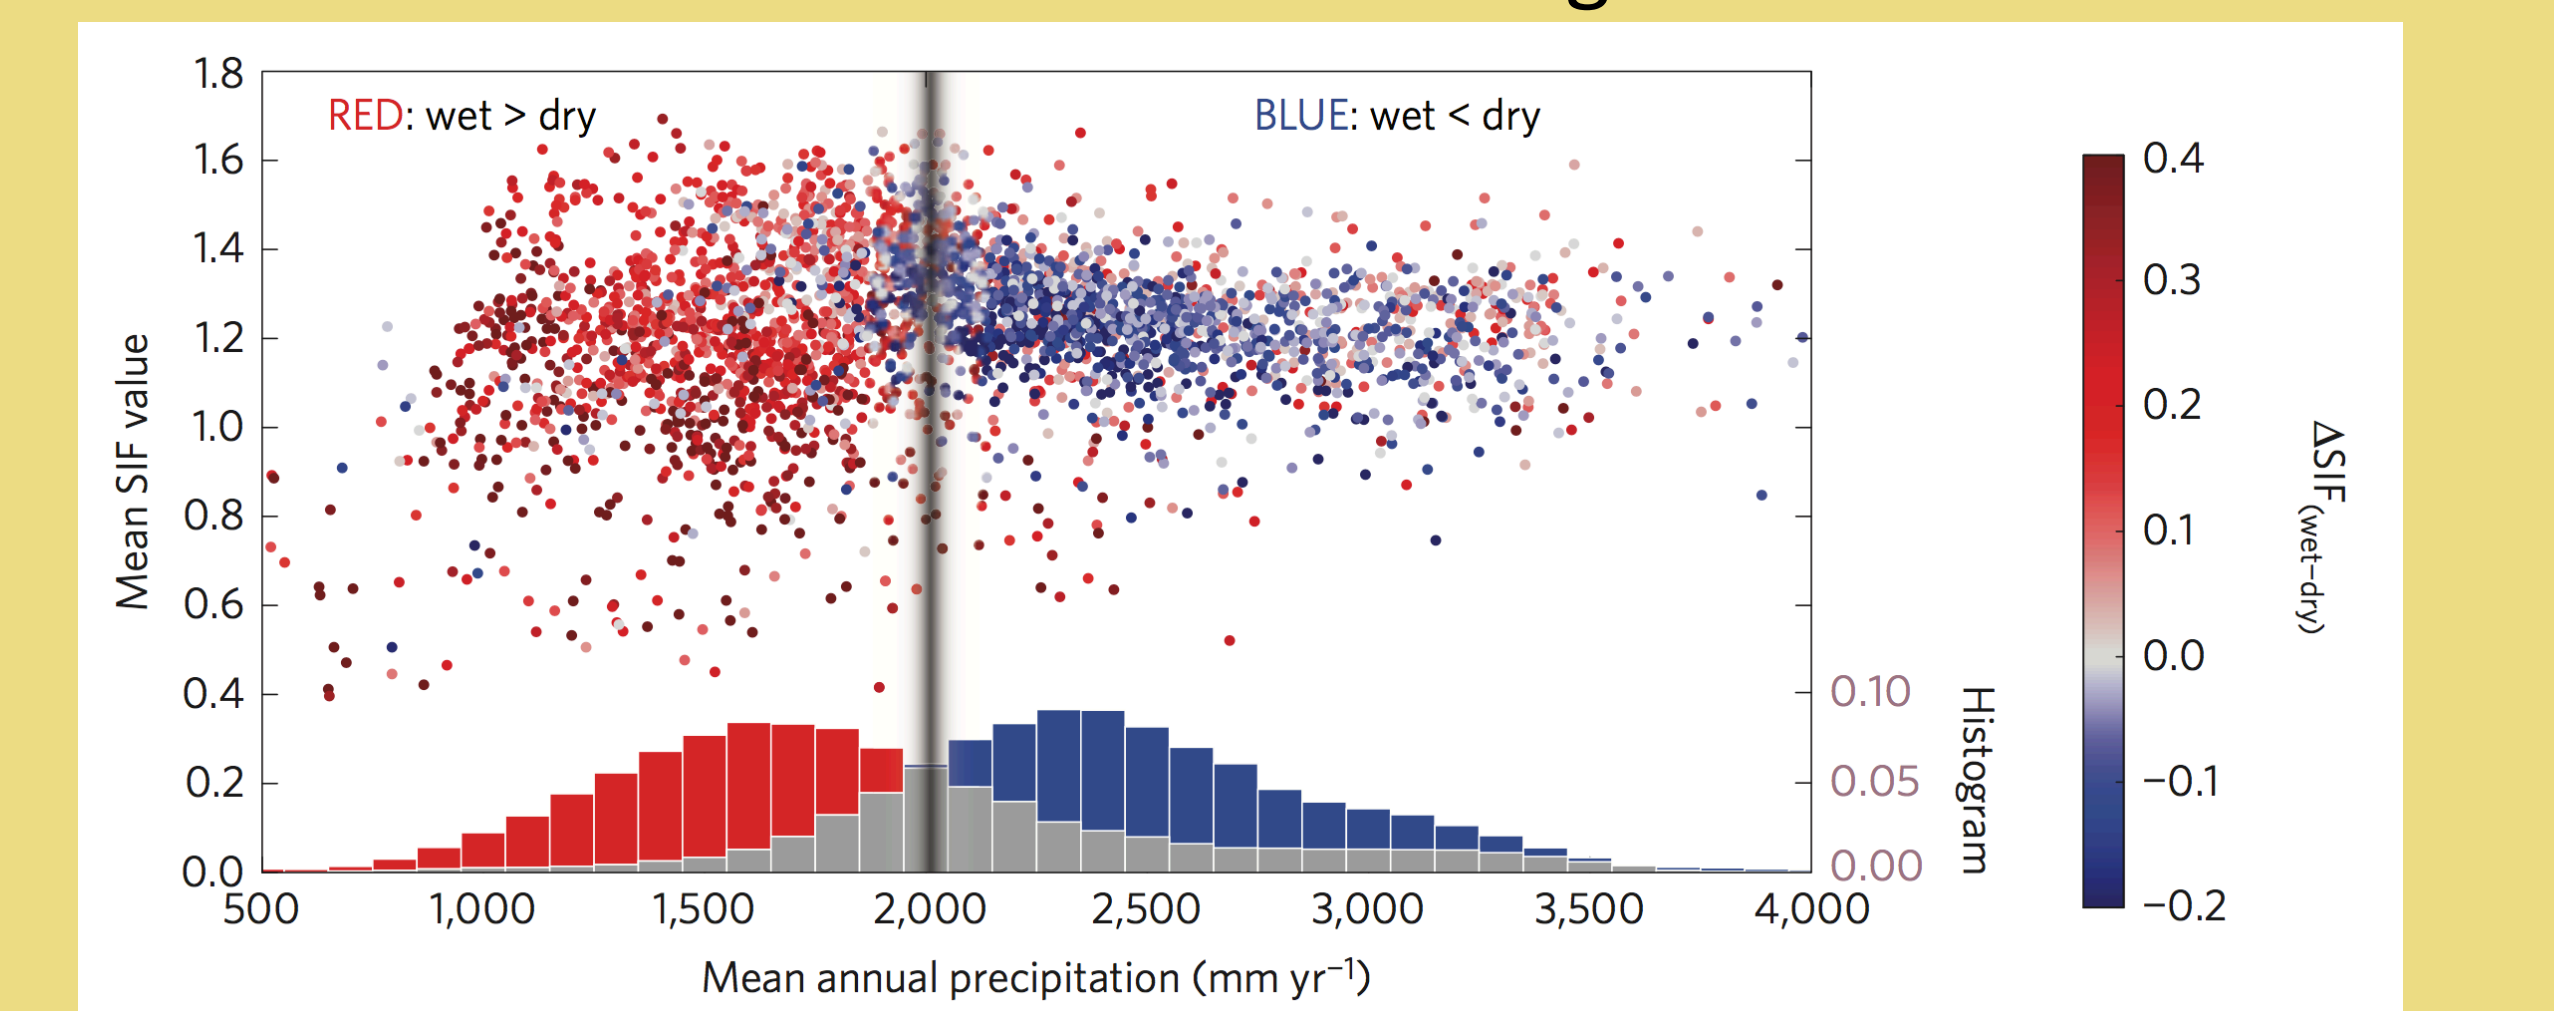 g
1.8
1.6
1.4
1.2
1.0
0.8
0.6
0.4
0.2
0.0
Mean SIF value
RED: wet > dry
BLUE: wet < dry
0.10
0.05
0.00
Histogram
500 1,000 1,500 2,000 2,500 3,000 3,500 4,000
Mean annual precipitation (mm yr⁻¹)
0.4
0.3
0.2
0.1
0.0
−0.1
−0.2
ΔSIF(wet−dry)